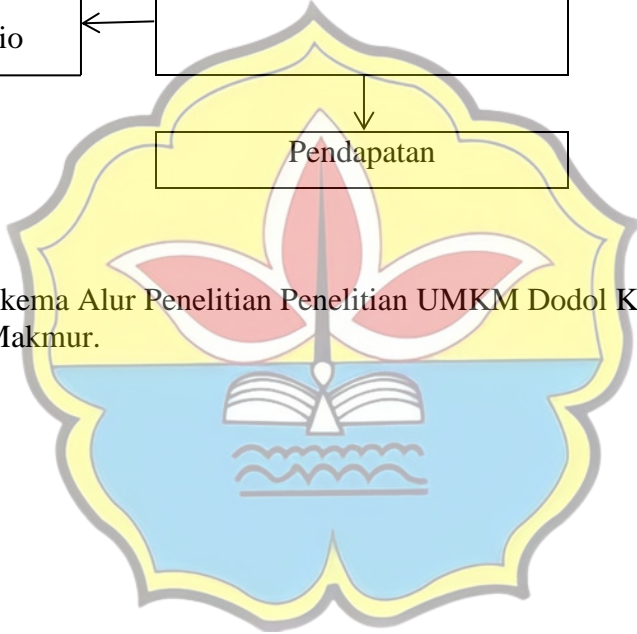 io
Pendapatan
kema Alur Penelitian Penelitian UMKM Dodol K
Makmur.